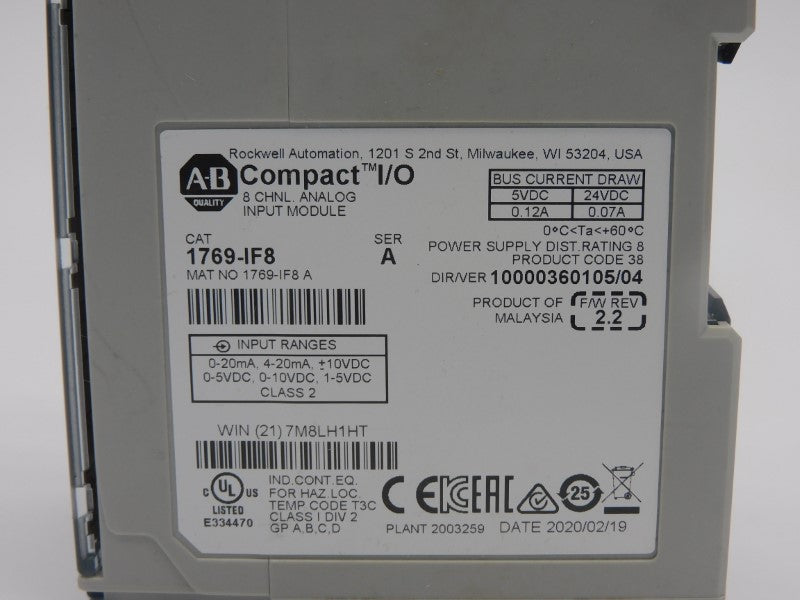 Rockwell Automation, 1201 S 2nd St, Milwaukee, WI 53204, USA
A-B
QUALITY
Compact™I/O
8 CHNL. ANALOG
INPUT MODULE
BUS CURRENT DRAW
5VDC 24VDC
0.12A 0.07A
0°C<Ta<+60°C
CAT SER
1769-IF8 A
MAT NO 1769-IF8 A
POWER SUPPLY DIST.RATING 8
PRODUCT CODE 38
DIR/VER 10000360105/04
PRODUCT OF
MALAYSIA
F/W REV
2.2
INPUT RANGES
0-20mA, 4-20mA, ±10VDC
0-5VDC, 0-10VDC, 1-5VDC
CLASS 2
WIN (21) 7M8LH1HT
C UL US
LISTED
E334470
IND.CONT.EQ.
FOR HAZ.LOC.
TEMP CODE T3C
CLASS I DIV 2
GP A,B,C,D
CE EAC
25
PLANT 2003259 DATE 2020/02/19